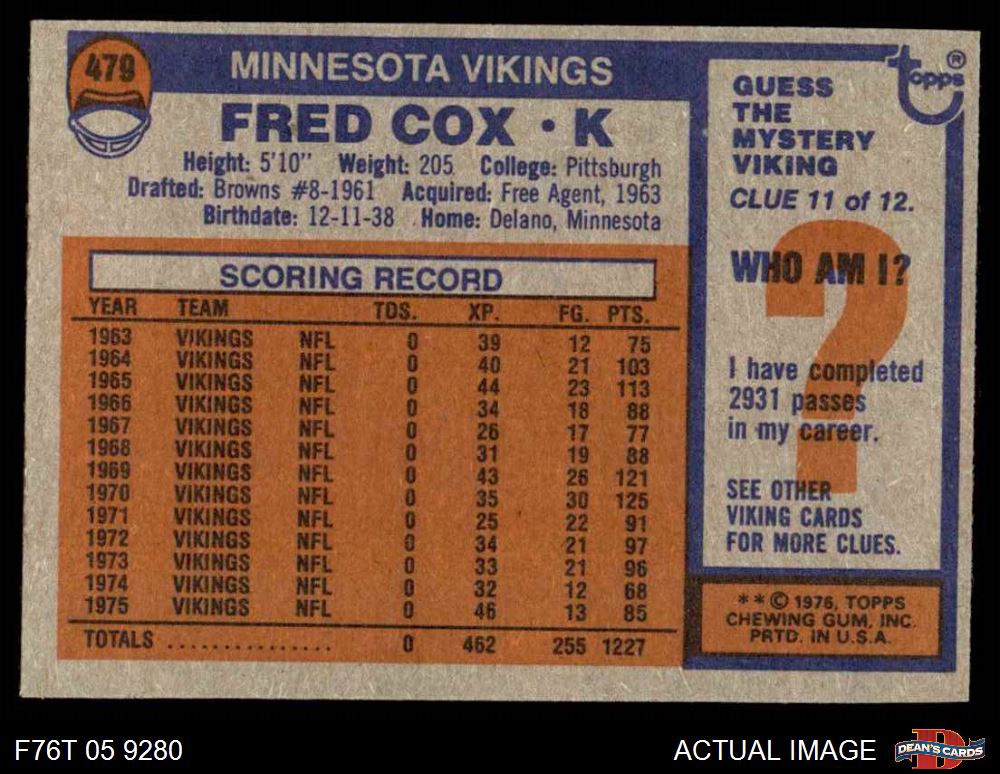 479
MINNESOTA VIKINGS
FRED COX • K
Height: 5'10" Weight: 205 College: Pittsburgh
Drafted: Browns #8-1961 Acquired: Free Agent, 1963
Birthdate: 12-11-38 Home: Delano, Minnesota
SCORING RECORD
YEAR TEAM TDS. XP. FG. PTS.
1963 VIKINGS NFL 0 39 12 75
1964 VIKINGS NFL 0 40 21 103
1965 VIKINGS NFL 0 44 23 113
1966 VIKINGS NFL 0 34 18 88
1967 VIKINGS NFL 0 26 17 77
1968 VIKINGS NFL 0 31 19 88
1969 VIKINGS NFL 0 43 26 121
1970 VIKINGS NFL 0 35 30 125
1971 VIKINGS NFL 0 25 22 91
1972 VIKINGS NFL 0 34 21 97
1973 VIKINGS NFL 0 33 21 96
1974 VIKINGS NFL 0 32 12 68
1975 VIKINGS NFL 0 46 13 85
TOTALS ............... 0 462 255 1227
topps®
GUESS
THE
MYSTERY
VIKING
CLUE 11 of 12.
?
WHO AM I?
I have completed
2931 passes
in my career.
SEE OTHER
VIKING CARDS
FOR MORE CLUES.
* * © 1976, TOPPS
CHEWING GUM, INC.
PRTD. IN U.S.A.
F76T 05 9280
ACTUAL IMAGE
D
DEAN'S CARDS